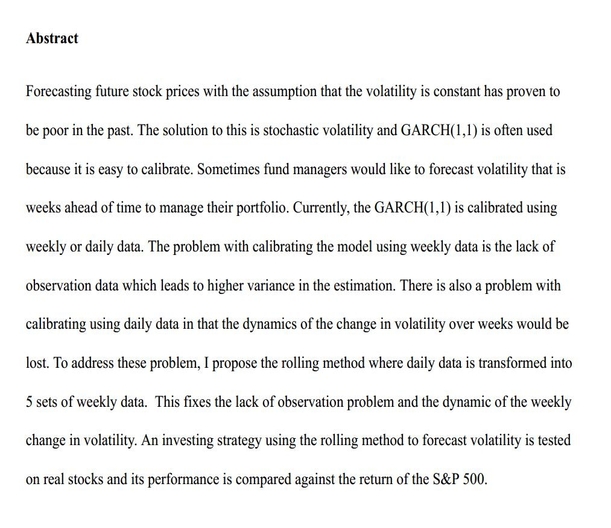 Abstract
Forecasting future stock prices with the assumption that the volatility is constant has proven to
be poor in the past. The solution to this is stochastic volatility and GARCH(1,1) is often used
because it is easy to calibrate. Sometimes fund managers would like to forecast volatility that is
weeks ahead of time to manage their portfolio. Currently, the GARCH(1,1) is calibrated using
weekly or daily data. The problem with calibrating the model using weekly data is the lack of
observation data which leads to higher variance in the estimation. There is also a problem with
calibrating using daily data in that the dynamics of the change in volatility over weeks would be
lost. To address these problem, I propose the rolling method where daily data is transformed into
5 sets of weekly data.  This fixes the lack of observation problem and the dynamic of the weekly
change in volatility. An investing strategy using the rolling method to forecast volatility is tested
on real stocks and its performance is compared against the return of the S&P 500.